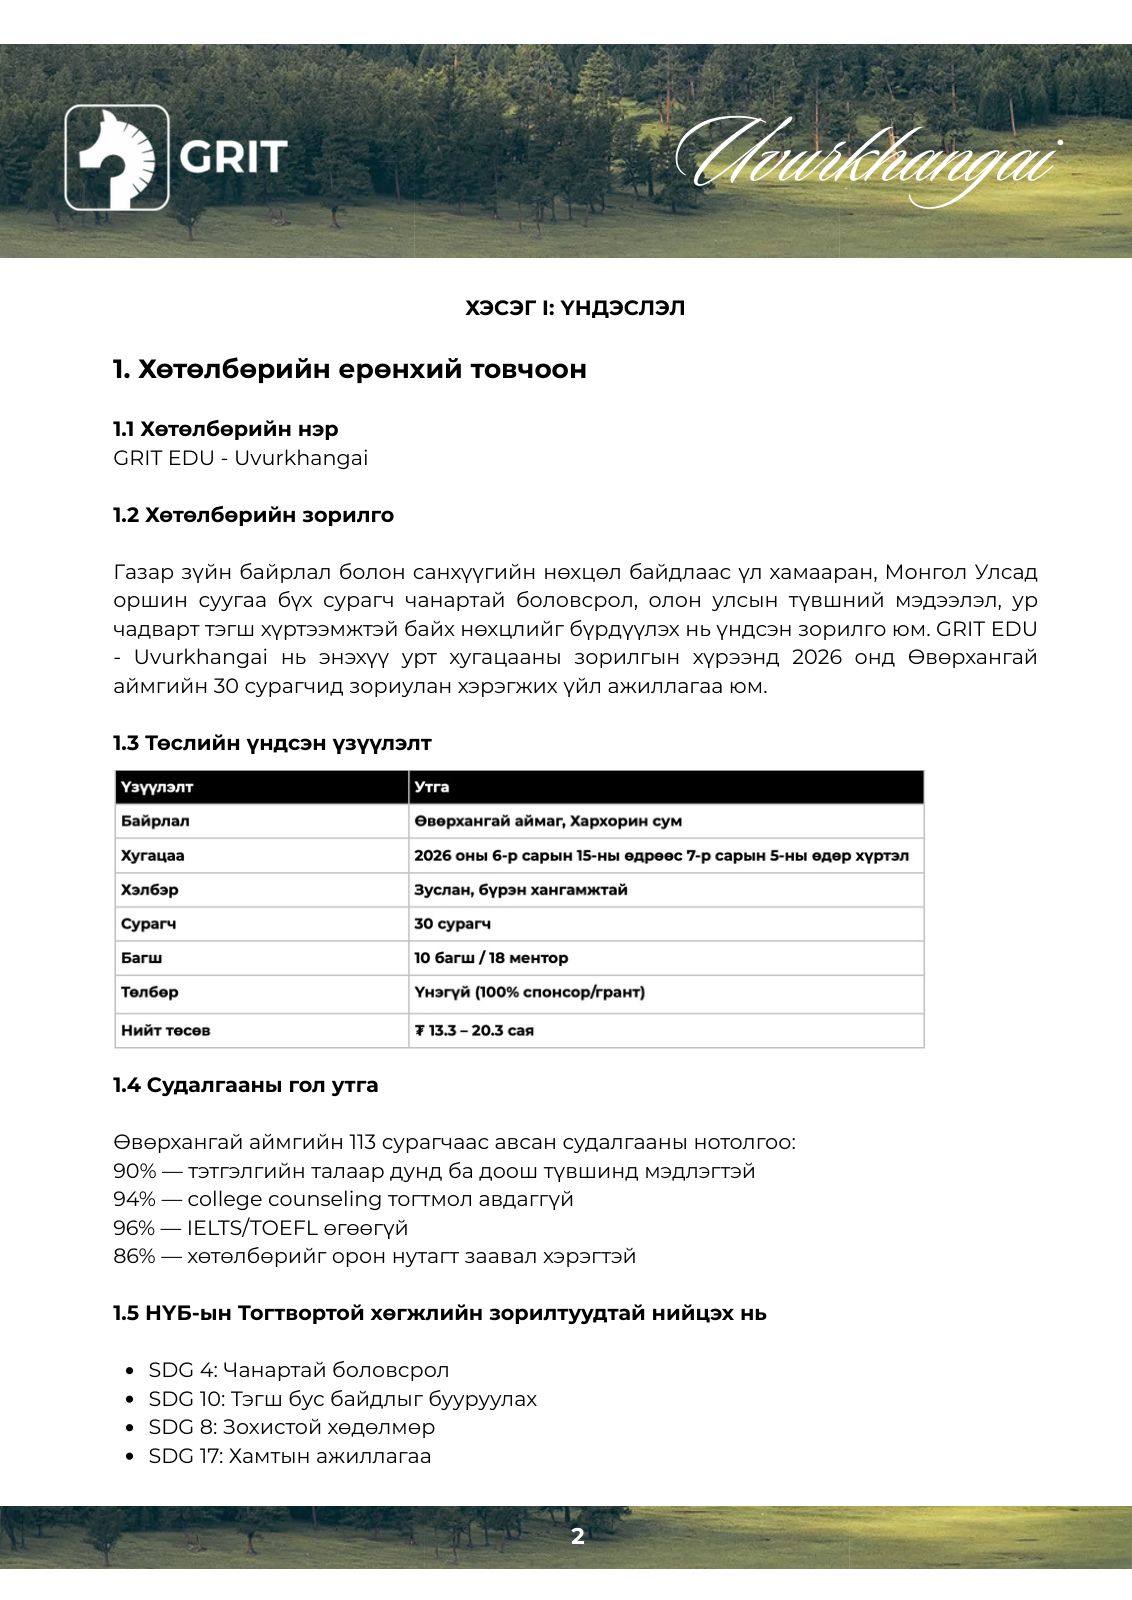 GRIT
Uvurkhangai
ХЭСЭГ I: ҮНДЭСЛЭЛ
1. Хөтөлбөрийн ерөнхий товчоон
1.1 Хөтөлбөрийн нэр
GRIT EDU - Uvurkhangai
1.2 Хөтөлбөрийн зорилго
Газар зүйн байрлал болон санхүүгийн нөхцөл байдлаас үл хамааран, Монгол Улсад
оршин суугаа бүх сурагч чанартай боловсрол, олон улсын түвшний мэдээлэл, ур
чадварт тэгш хүртээмжтэй байх нөхцлийг бүрдүүлэх нь үндсэн зорилго юм. GRIT EDU
- Uvurkhangai нь энэхүү урт хугацааны зорилгын хүрээнд 2026 онд Өвөрхангай
аймгийн 30 сурагчид зориулан хэрэгжих үйл ажиллагаа юм.
1.3 Төслийн үндсэн үзүүлэлт
Үзүүлэлт Утга
Байрлал Өвөрхангай аймаг, Хархорин сум
Хугацаа 2026 оны 6-р сарын 15-ны өдрөөс 7-р сарын 5-ны өдөр хүртэл
Хэлбэр Зуслан, бүрэн хангамжтай
Сурагч 30 сурагч
Багш 10 багш / 18 ментор
Төлбөр Үнэгүй (100% спонсор/грант)
Нийт төсөв ₮ 13.3 – 20.3 сая
1.4 Судалгааны гол утга
Өвөрхангай аймгийн 113 сурагчаас авсан судалгааны нотолгоо:
90% — тэтгэлгийн талаар дунд ба доош түвшинд мэдлэгтэй
94% — college counseling тогтмол авдаггүй
96% — IELTS/TOEFL өгөөгүй
86% — хөтөлбөрийг орон нутагт заавал хэрэгтэй
1.5 НҮБ-ын Тогтвортой хөгжлийн зорилтуудтай нийцэх нь
• SDG 4: Чанартай боловсрол
• SDG 10: Тэгш бус байдлыг бууруулах
• SDG 8: Зохистой хөдөлмөр
• SDG 17: Хамтын ажиллагаа
2